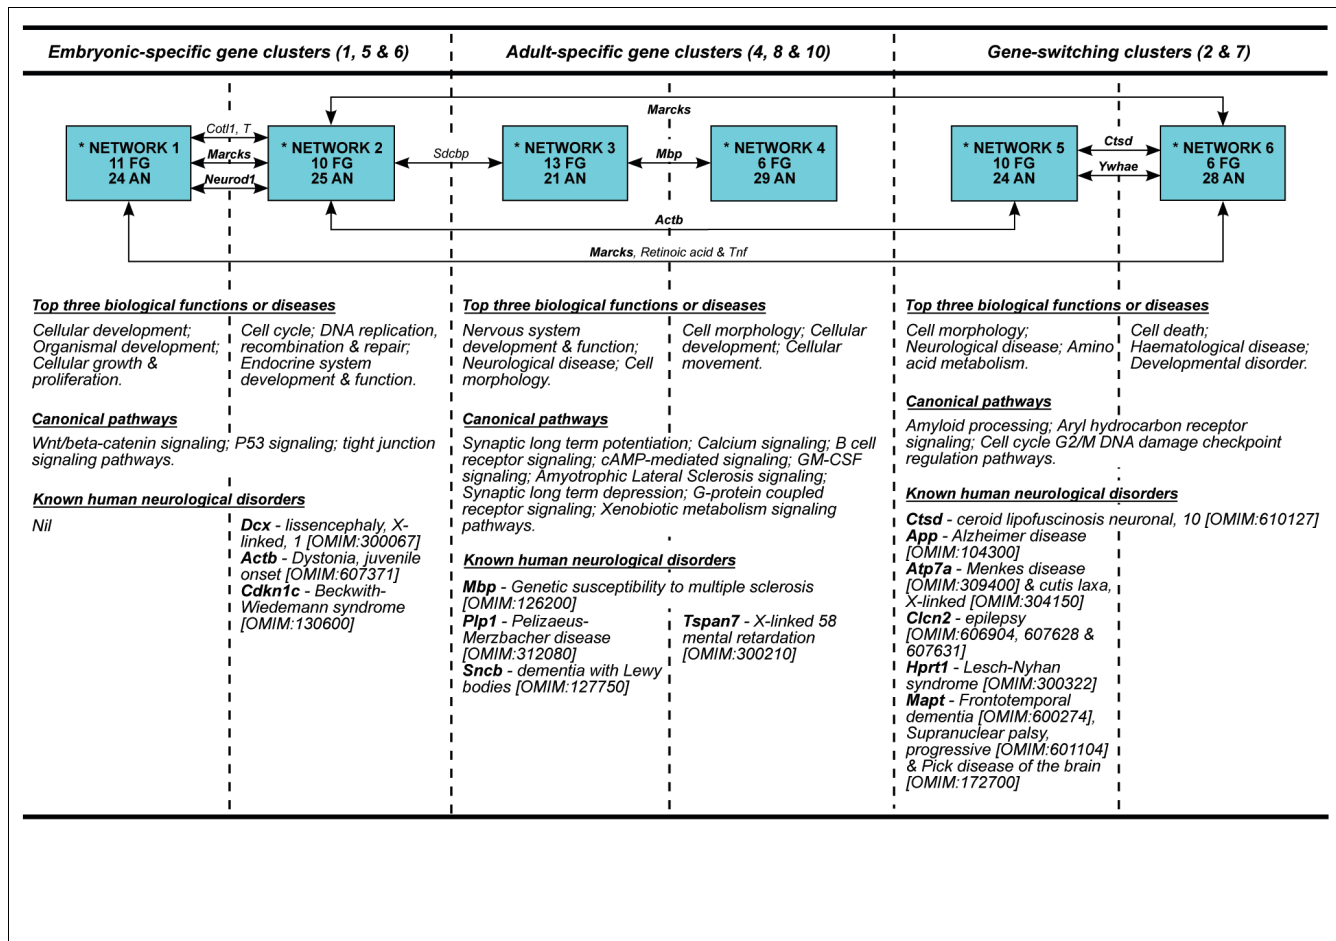 Embryonic-specific gene clusters (1, 5 & 6)
Adult-specific gene clusters (4, 8 & 10)
Gene-switching clusters (2 & 7)
Marcks
* NETWORK 1
11 FG
24 AN
Cotl1, T
Marcks
Neurod1
* NETWORK 2
10 FG
25 AN
Sdcbp
* NETWORK 3
13 FG
21 AN
Mbp
* NETWORK 4
6 FG
29 AN
* NETWORK 5
10 FG
24 AN
Ctsd
Ywhae
* NETWORK 6
6 FG
28 AN
Actb
Marcks, Retinoic acid & Tnf
Top three biological functions or diseases
Cellular development;
Organismal development;
Cellular growth &
proliferation.
Cell cycle; DNA replication,
recombination & repair;
Endocrine system
development & function.
Canonical pathways
Wnt/beta-catenin signaling; P53 signaling; tight junction
signaling pathways.
Known human neurological disorders
Nil
Dcx - lissencephaly, X-
linked, 1 [OMIM:300067]
Actb - Dystonia, juvenile
onset [OMIM:607371]
Cdkn1c - Beckwith-
Wiedemann syndrome
[OMIM:130600]
Top three biological functions or diseases
Nervous system
development & function;
Neurological disease; Cell
morphology.
Cell morphology; Cellular
development; Cellular
movement.
Canonical pathways
Synaptic long term potentiation; Calcium signaling; B cell
receptor signaling; cAMP-mediated signaling; GM-CSF
signaling; Amyotrophic Lateral Sclerosis signaling;
Synaptic long term depression; G-protein coupled
receptor signaling; Xenobiotic metabolism signaling
pathways.
Known human neurological disorders
Mbp - Genetic susceptibility to multiple sclerosis
[OMIM:126200]
Plp1 - Pelizaeus-
Merzbacher disease
[OMIM:312080]
Sncb - dementia with Lewy
bodies [OMIM:127750]
Tspan7 - X-linked 58
mental retardation
[OMIM:300210]
Top three biological functions or diseases
Cell morphology;
Neurological disease; Amino
acid metabolism.
Cell death;
Haematological disease;
Developmental disorder.
Canonical pathways
Amyloid processing; Aryl hydrocarbon receptor
signaling; Cell cycle G2/M DNA damage checkpoint
regulation pathways.
Known human neurological disorders
Ctsd - ceroid lipofuscinosis neuronal, 10 [OMIM:610127]
App - Alzheimer disease
[OMIM:104300]
Atp7a - Menkes disease
[OMIM:309400] & cutis laxa,
X-linked [OMIM:304150]
Clcn2 - epilepsy
[OMIM:606904, 607628 &
607631]
Hprt1 - Lesch-Nyhan
syndrome [OMIM:300322]
Mapt - Frontotemporal
dementia [OMIM:600274],
Supranuclear palsy,
progressive [OMIM:601104]
& Pick disease of the brain
[OMIM:172700]